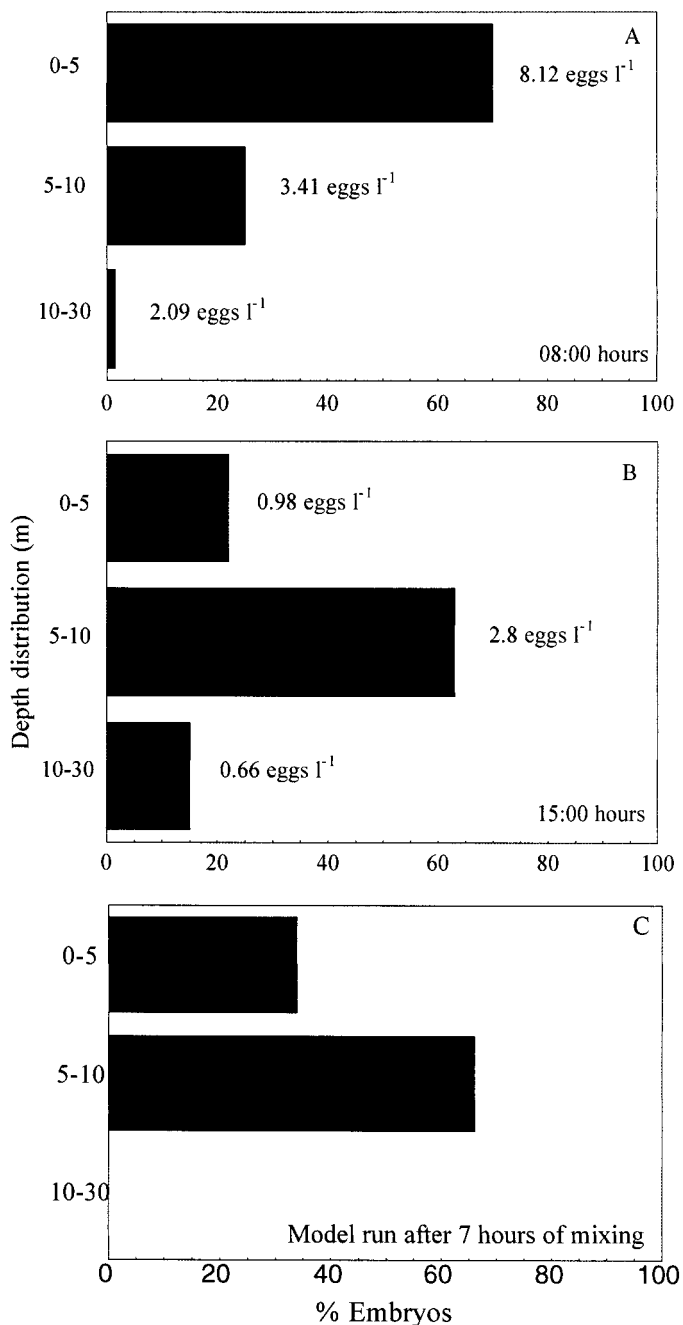 A
0-5
8.12 eggs l⁻¹
5-10
3.41 eggs l⁻¹
10-30
2.09 eggs l⁻¹
08:00 hours
0 20 40 60 80 100
B
0-5
0.98 eggs l⁻¹
5-10
2.8 eggs l⁻¹
10-30
0.66 eggs l⁻¹
15:00 hours
0 20 40 60 80 100
Depth distribution (m)
C
0-5
5-10
10-30
Model run after 7 hours of mixing
0 20 40 60 80 100
% Embryos